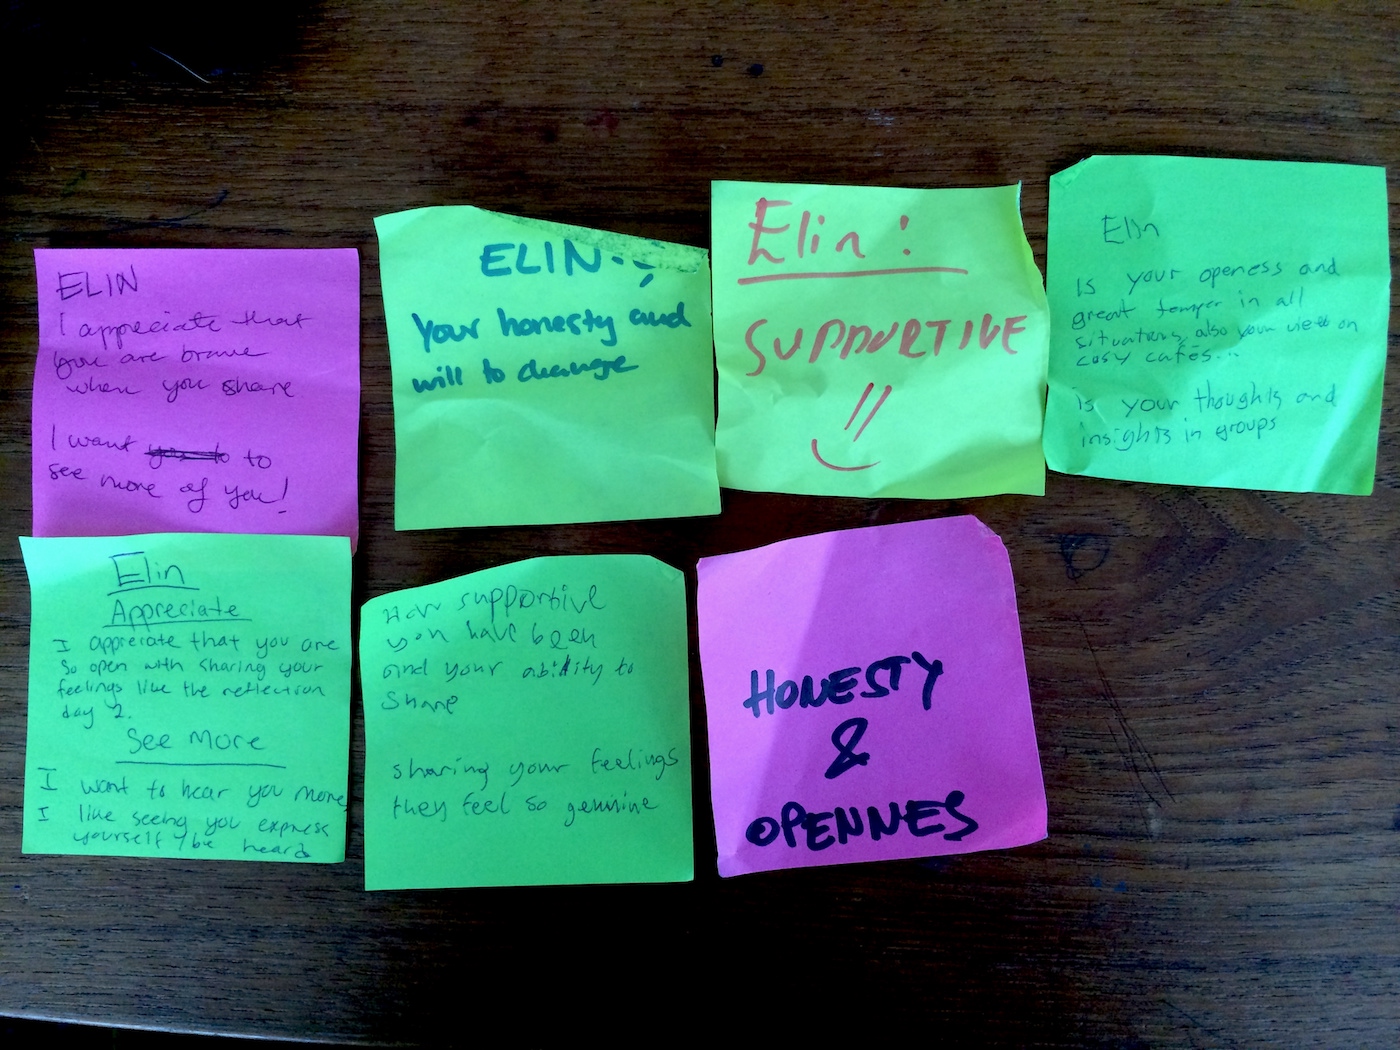 ELIN
I appreciate that
you are brave
when you share
I want to
see more of you!
ELIN
Your honesty and
will to change
Elin:
SUPPORTIVE
Elin
Is your openess and
great temper in all
situations, also your view on
cosy cafés...
Is your thoughts and
insights in groups
Elin
Appreciate
I appreciate that you are
so open with sharing your
feelings like the reflection
day 2.
See More
I want to hear you more
I like seeing you express
yourself / be heard
How supportive
you have been
and your ability to
share
sharing your feelings
they feel so genuine
HONESTY
&
OPENNES